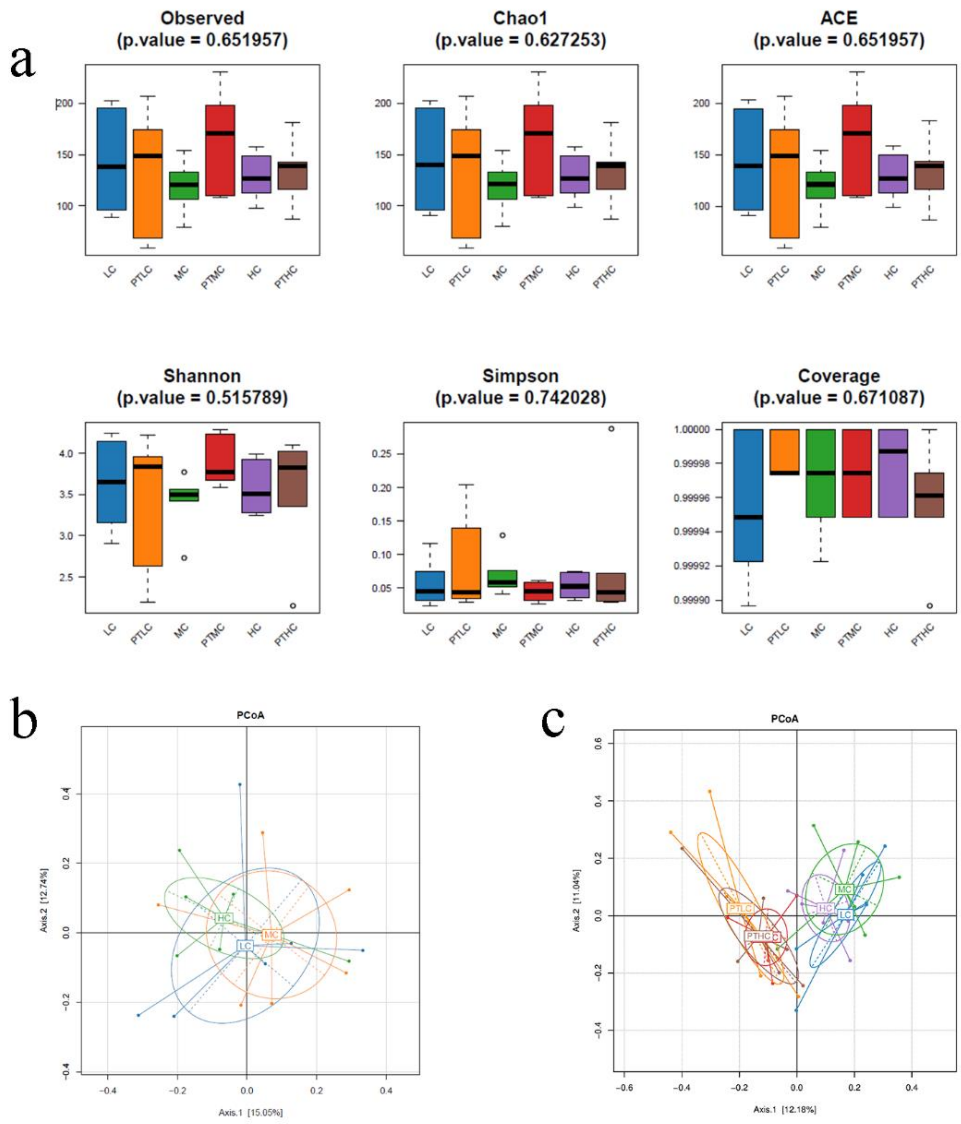 a
Observed
(p.value = 0.651957)
200
150
100
LC
PTLC
MC
PTMC
HC
PTHC
Chao1
(p.value = 0.627253)
200
150
100
LC
PTLC
MC
PTMC
HC
PTHC
ACE
(p.value = 0.651957)
200
150
100
LC
PTLC
MC
PTMC
HC
PTHC
Shannon
(p.value = 0.515789)
4.0
3.5
3.0
2.5
LC
PTLC
MC
PTMC
HC
PTHC
Simpson
(p.value = 0.742028)
0.25
0.20
0.15
0.10
0.05
LC
PTLC
MC
PTMC
HC
PTHC
Coverage
(p.value = 0.671087)
1.00000
0.99998
0.99996
0.99994
0.99992
0.99990
LC
PTLC
MC
PTMC
HC
PTHC
b
PCoA
Axis.2 [12.74%]
0.4
0.2
0.0
−0.2
−0.4
HC
MC
LC
−0.4
−0.2
0.0
0.2
0.4
Axis.1 [15.05%]
c
PCoA
Axis.2 [11.04%]
0.6
0.4
0.2
0.0
−0.2
−0.4
MC
HC
LC
PTLC
PTHC
−0.6
−0.4
−0.2
0.0
0.2
0.4
Axis.1 [12.18%]